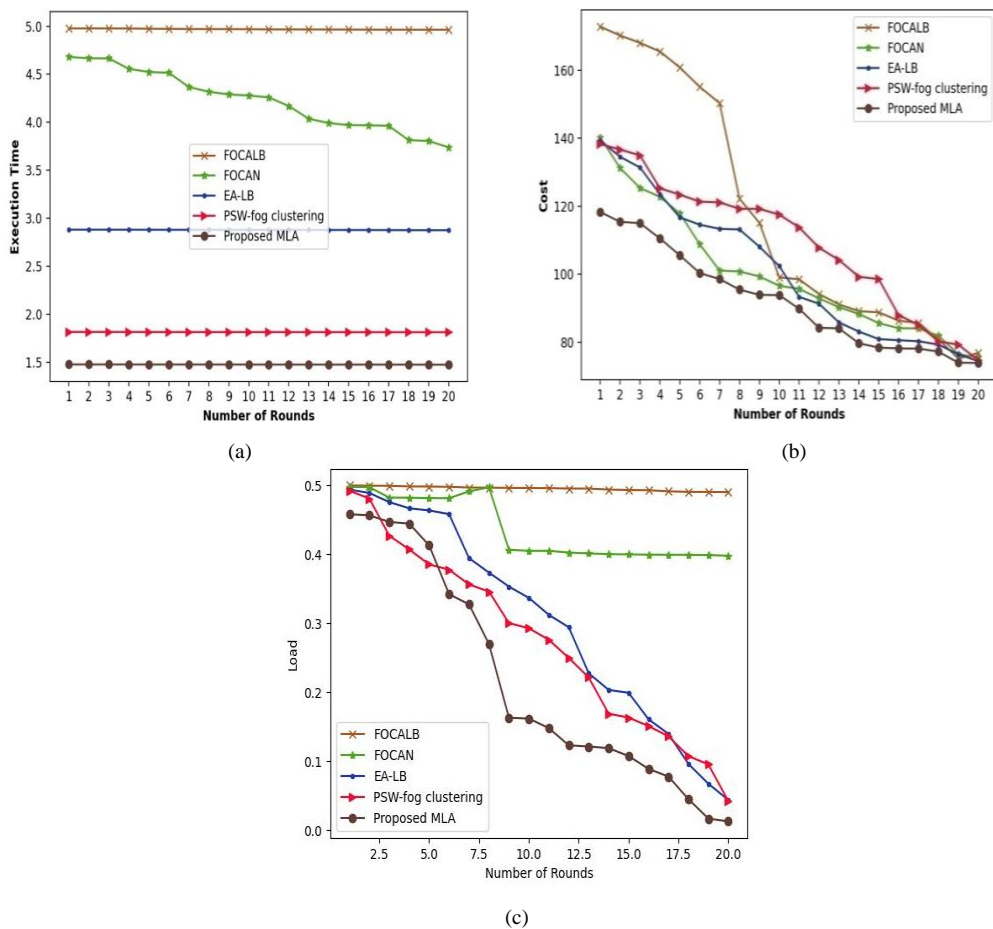 5.0
4.5
4.0
3.5
3.0
2.5
2.0
1.5
Execution Time
FOCALB
FOCAN
EA-LB
PSW-fog clustering
Proposed MLA
1 2 3 4 5 6 7 8 9 10 11 12 13 14 15 16 17 18 19 20
Number of Rounds
(a)
160
140
120
100
80
Cost
FOCALB
FOCAN
EA-LB
PSW-fog clustering
Proposed MLA
1 2 3 4 5 6 7 8 9 10 11 12 13 14 15 16 17 18 19 20
Number of Rounds
(b)
0.5
0.4
0.3
0.2
0.1
0.0
Load
FOCALB
FOCAN
EA-LB
PSW-fog clustering
Proposed MLA
2.5 5.0 7.5 10.0 12.5 15.0 17.5 20.0
Number of Rounds
(c)